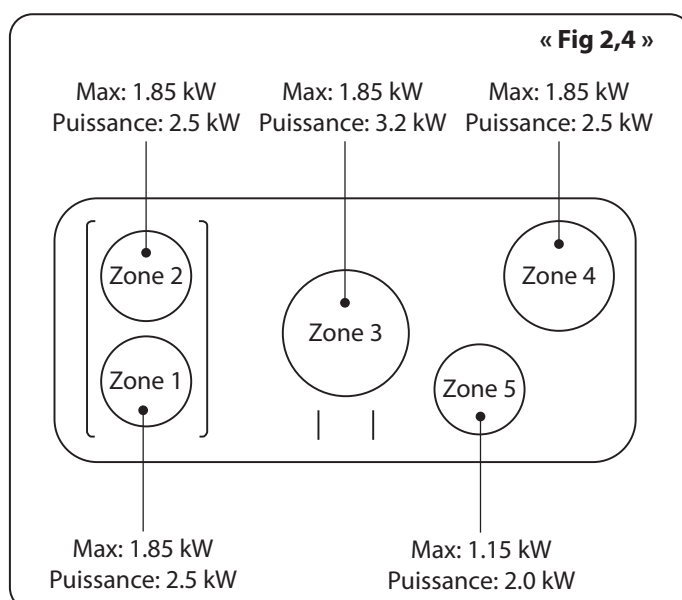 « Fig 2,4 »
Max: 1.85 kW
Puissance: 2.5 kW
Max: 1.85 kW
Puissance: 3.2 kW
Max: 1.85 kW
Puissance: 2.5 kW
Zone 2
Zone 4
Zone 3
Zone 1
Zone 5
Max: 1.85 kW
Puissance: 2.5 kW
Max: 1.15 kW
Puissance: 2.0 kW